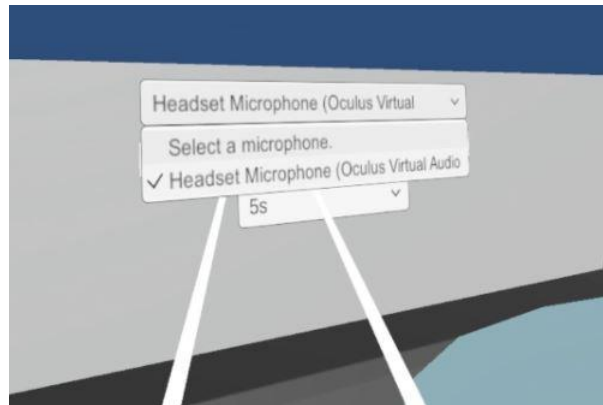 Headset Microphone (Oculus Virtual
Select a microphone.
✓ Headset Microphone (Oculus Virtual Audio
5s